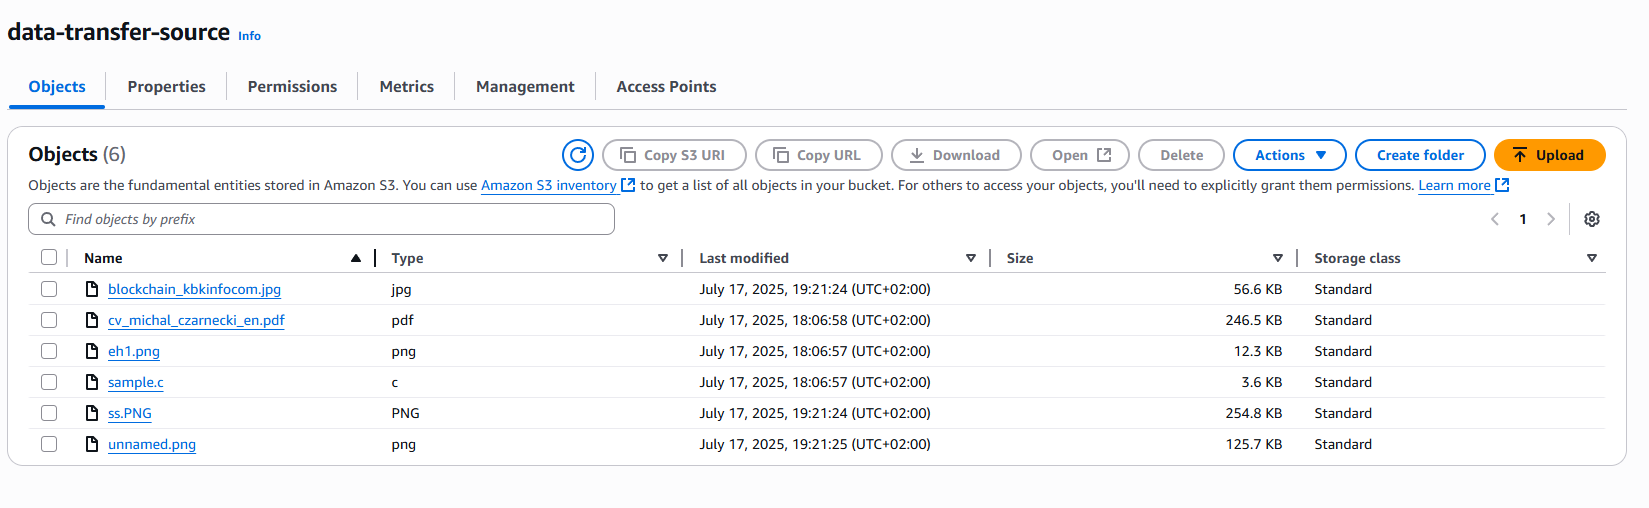 data-transfer-source Info
Objects Properties Permissions Metrics Management Access Points
Objects (6) Copy S3 URI Copy URL Download Open Delete Actions Create folder Upload
Objects are the fundamental entities stored in Amazon S3. You can use Amazon S3 inventory to get a list of all objects in your bucket. For others to access your objects, you'll need to explicitly grant them permissions. Learn more
Find objects by prefix 1
Name Type Last modified Size Storage class
blockchain_kbkinfocom.jpg jpg July 17, 2025, 19:21:24 (UTC+02:00) 56.6 KB Standard
cv_michal_czarnecki_en.pdf pdf July 17, 2025, 18:06:58 (UTC+02:00) 246.5 KB Standard
eh1.png png July 17, 2025, 18:06:57 (UTC+02:00) 12.3 KB Standard
sample.c c July 17, 2025, 18:06:57 (UTC+02:00) 3.6 KB Standard
ss.PNG PNG July 17, 2025, 19:21:24 (UTC+02:00) 254.8 KB Standard
unnamed.png png July 17, 2025, 19:21:25 (UTC+02:00) 125.7 KB Standard